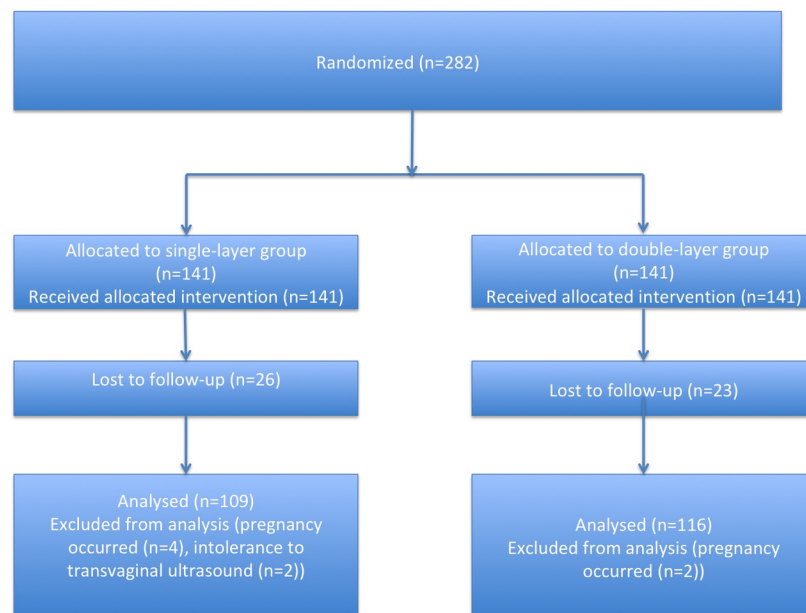 Randomized (n=282)
Allocated to single-layer group
(n=141)
Received allocated intervention (n=141)
Allocated to double-layer group
(n=141)
Received allocated intervention (n=141)
Lost to follow-up (n=26)
Lost to follow-up (n=23)
Analysed (n=109)
Excluded from analysis (pregnancy
occurred (n=4), intolerance to
transvaginal ultrasound (n=2))
Analysed (n=116)
Excluded from analysis (pregnancy
occurred (n=2))